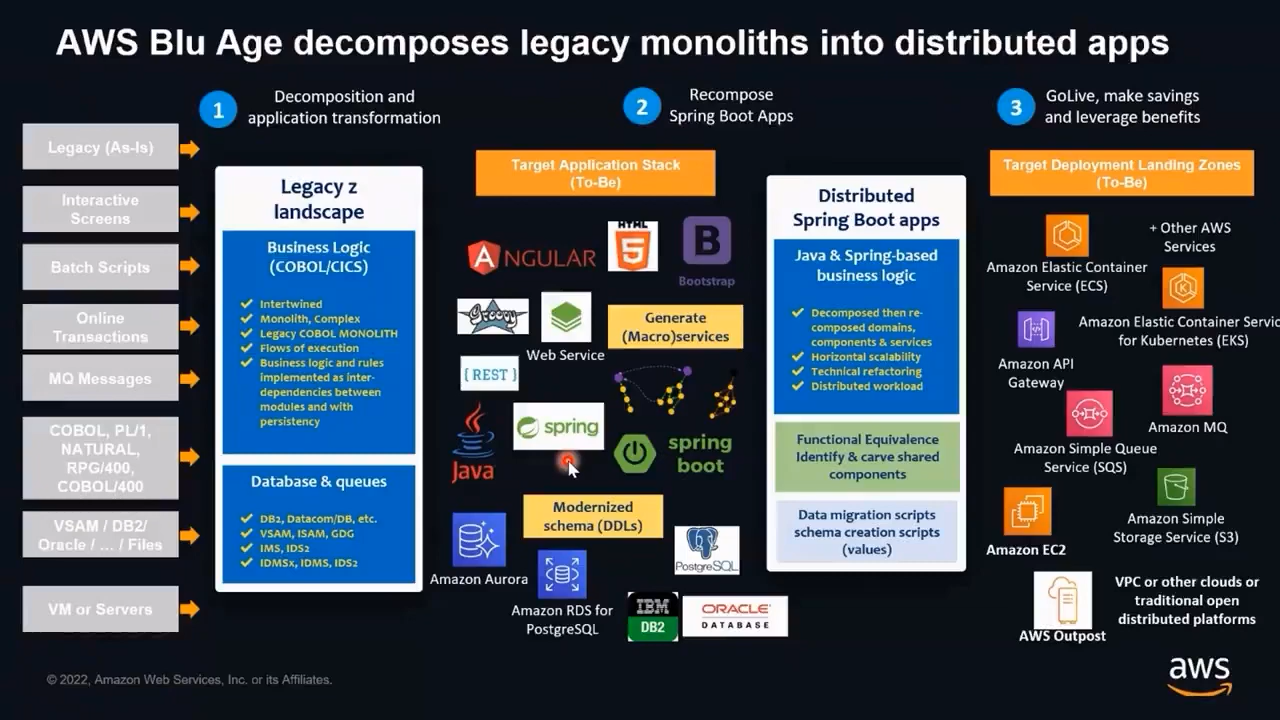 AWS Blu Age decomposes legacy monoliths into distributed apps
1
Decomposition and
application transformation
2
Recompose
Spring Boot Apps
3
GoLive, make savings
and leverage benefits
Legacy (As-Is)
Interactive
Screens
Batch Scripts
Online
Transactions
MQ Messages
COBOL, PL/1,
NATURAL,
RPG/400,
COBOL/400
VSAM / DB2/
Oracle / ... / Files
VM or Servers
Legacy z
landscape
Business Logic
(COBOL/CICS)
Intertwined
Monolith, Complex
Legacy COBOL MONOLITH
Flows of execution
Business logic and rules
implemented as inter-
dependencies between
modules and with
persistency
Database & queues
DB2, Datacom/DB, etc.
VSAM, ISAM, GDG
IMS, IDS2
IDMSx, IDMS, IDS2
Target Application Stack
(To-Be)
ANGULAR
HTML
5
B
Bootstrap
Groovy
Web Service
Generate
(Macro)services
{ REST }
Java
spring
spring
boot
Modernized
schema (DDLs)
Amazon Aurora
PostgreSQL
Amazon RDS for
PostgreSQL
IBM
DB2
ORACLE
DATABASE
Distributed
Spring Boot apps
Java & Spring-based
business logic
Decomposed then re-
composed domains,
components & services
Horizontal scalability
Technical refactoring
Distributed workload
Functional Equivalence
Identify & carve shared
components
Data migration scripts
schema creation scripts
(values)
Target Deployment Landing Zones
(To-Be)
Amazon Elastic Container
Service (ECS)
+ Other AWS
Services
Amazon Elastic Container Servic
for Kubernetes (EKS)
Amazon API
Gateway
Amazon MQ
Amazon Simple Queue
Service (SQS)
Amazon EC2
Amazon Simple
Storage Service (S3)
AWS Outpost
VPC or other clouds or
traditional open
distributed platforms
© 2022, Amazon Web Services, Inc. or its Affiliates.
aws